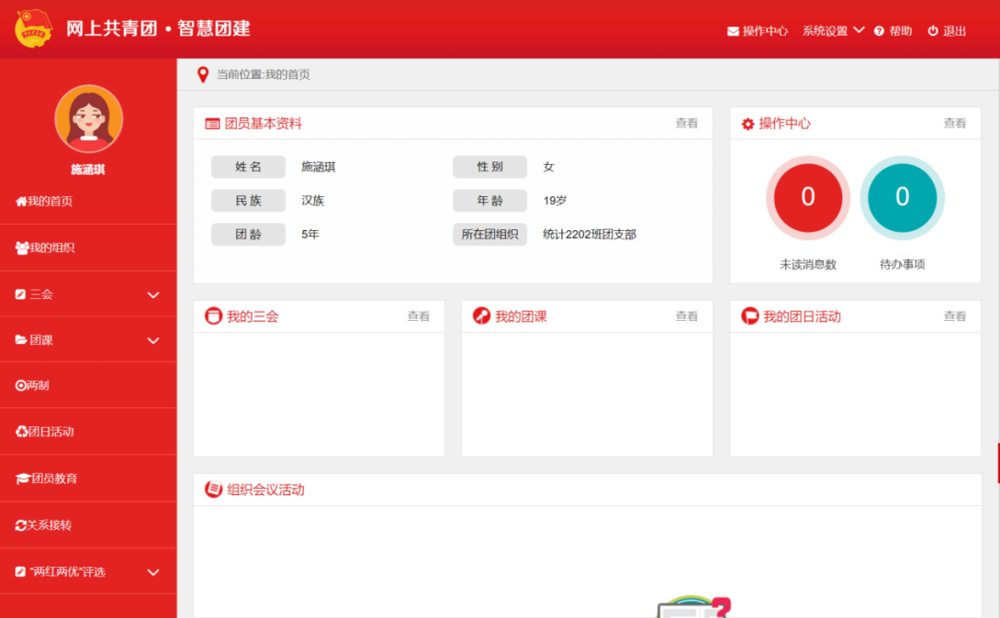 网上共青团·智慧团建
操作中心 系统设置 帮助 退出
施涵琪
我的首页
我的组织
三会
团课
两制
团日活动
团员教育
关系接转
“两红两优”评选
当前位置:我的首页
团员基本资料 查看
姓名 施涵琪 性别 女
民族 汉族 年龄 19岁
团龄 5年 所在团组织 统计2202班团支部
操作中心 查看
0 0
未读消息数 待办事项
我的三会 查看
我的团课 查看
我的团日活动 查看
组织会议活动